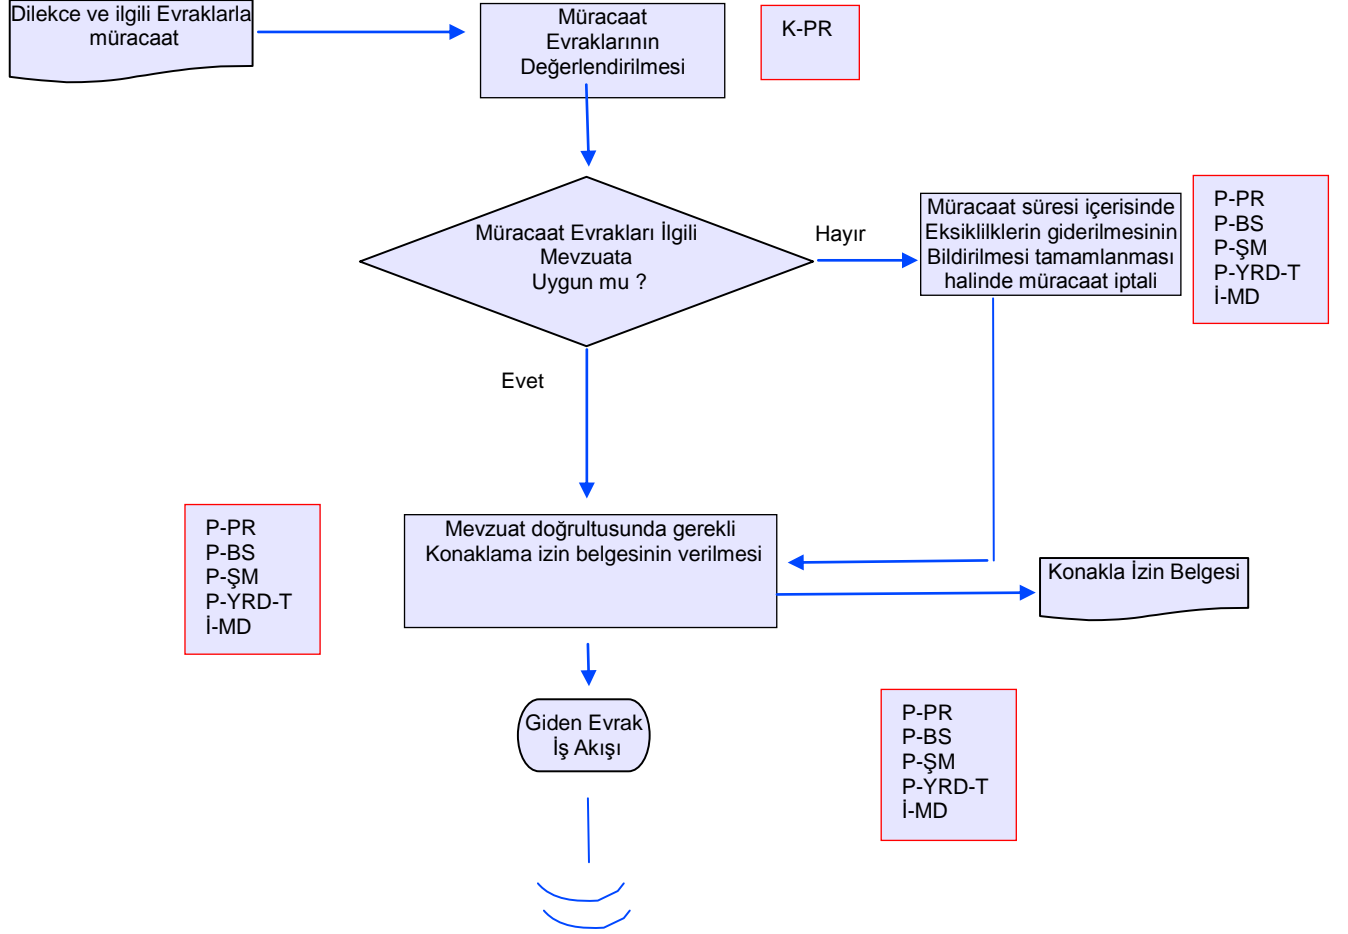 Dilekce ve ilgili Evraklarla
müracaat
Müracaat
Evraklarının
Değerlendirilmesi
K-PR
Müracaat Evrakları İlgili
Mevzuata
Uygun mu ?
Hayır
Müracaat süresi içerisinde
Eksiklilklerin giderilmesinin
Bildirilmesi tamamlanması
halinde müracaat iptali
P-PR
P-BS
P-ŞM
P-YRD-T
İ-MD
Evet
P-PR
P-BS
P-ŞM
P-YRD-T
İ-MD
Mevzuat doğrultusunda gerekli
Konaklama izin belgesinin verilmesi
Konakla İzin Belgesi
Giden Evrak
İş Akışı
P-PR
P-BS
P-ŞM
P-YRD-T
İ-MD